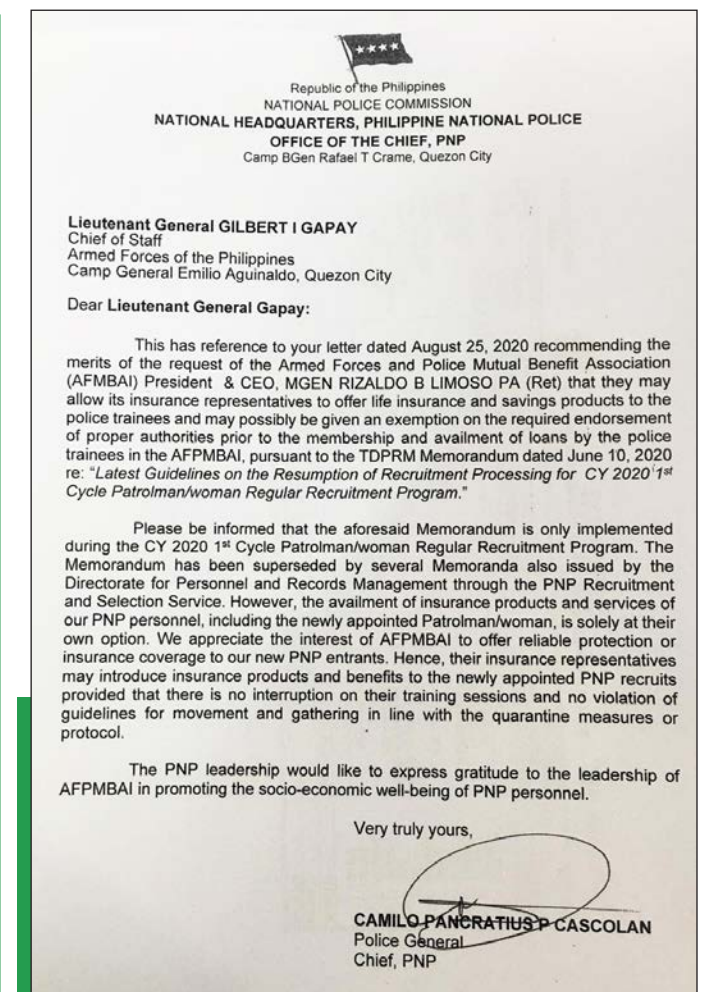 Republic of the Philippines
NATIONAL POLICE COMMISSION
NATIONAL HEADQUARTERS, PHILIPPINE NATIONAL POLICE
OFFICE OF THE CHIEF, PNP
Camp BGen Rafael T Crame, Quezon City
Lieutenant General GILBERT I GAPAY
Chief of Staff
Armed Forces of the Philippines
Camp General Emilio Aguinaldo, Quezon City
Dear Lieutenant General Gapay:
This has reference to your letter dated August 25, 2020 recommending the
merits of the request of the Armed Forces and Police Mutual Benefit Association
(AFMBAI) President & CEO, MGEN RIZALDO B LIMOSO PA (Ret) that they may
allow its insurance representatives to offer life insurance and savings products to the
police trainees and may possibly be given an exemption on the required endorsement
of proper authorities prior to the membership and availment of loans by the police
trainees in the AFPMBAI, pursuant to the TDPRM Memorandum dated June 10, 2020
re: “Latest Guidelines on the Resumption of Recruitment Processing for CY 2020 1st
Cycle Patrolman/woman Regular Recruitment Program.”
Please be informed that the aforesaid Memorandum is only implemented
during the CY 2020 1st Cycle Patrolman/woman Regular Recruitment Program. The
Memorandum has been superseded by several Memoranda also issued by the
Directorate for Personnel and Records Management through the PNP Recruitment
and Selection Service. However, the availment of insurance products and services of
our PNP personnel, including the newly appointed Patrolman/woman, is solely at their
own option. We appreciate the interest of AFPMBAI to offer reliable protection or
insurance coverage to our new PNP entrants. Hence, their insurance representatives
may introduce insurance products and benefits to the newly appointed PNP recruits
provided that there is no interruption on their training sessions and no violation of
guidelines for movement and gathering in line with the quarantine measures or
protocol.
The PNP leadership would like to express gratitude to the leadership of
AFPMBAI in promoting the socio-economic well-being of PNP personnel.
Very truly yours,
CAMILO PANCRATIUS P CASCOLAN
Police General
Chief, PNP